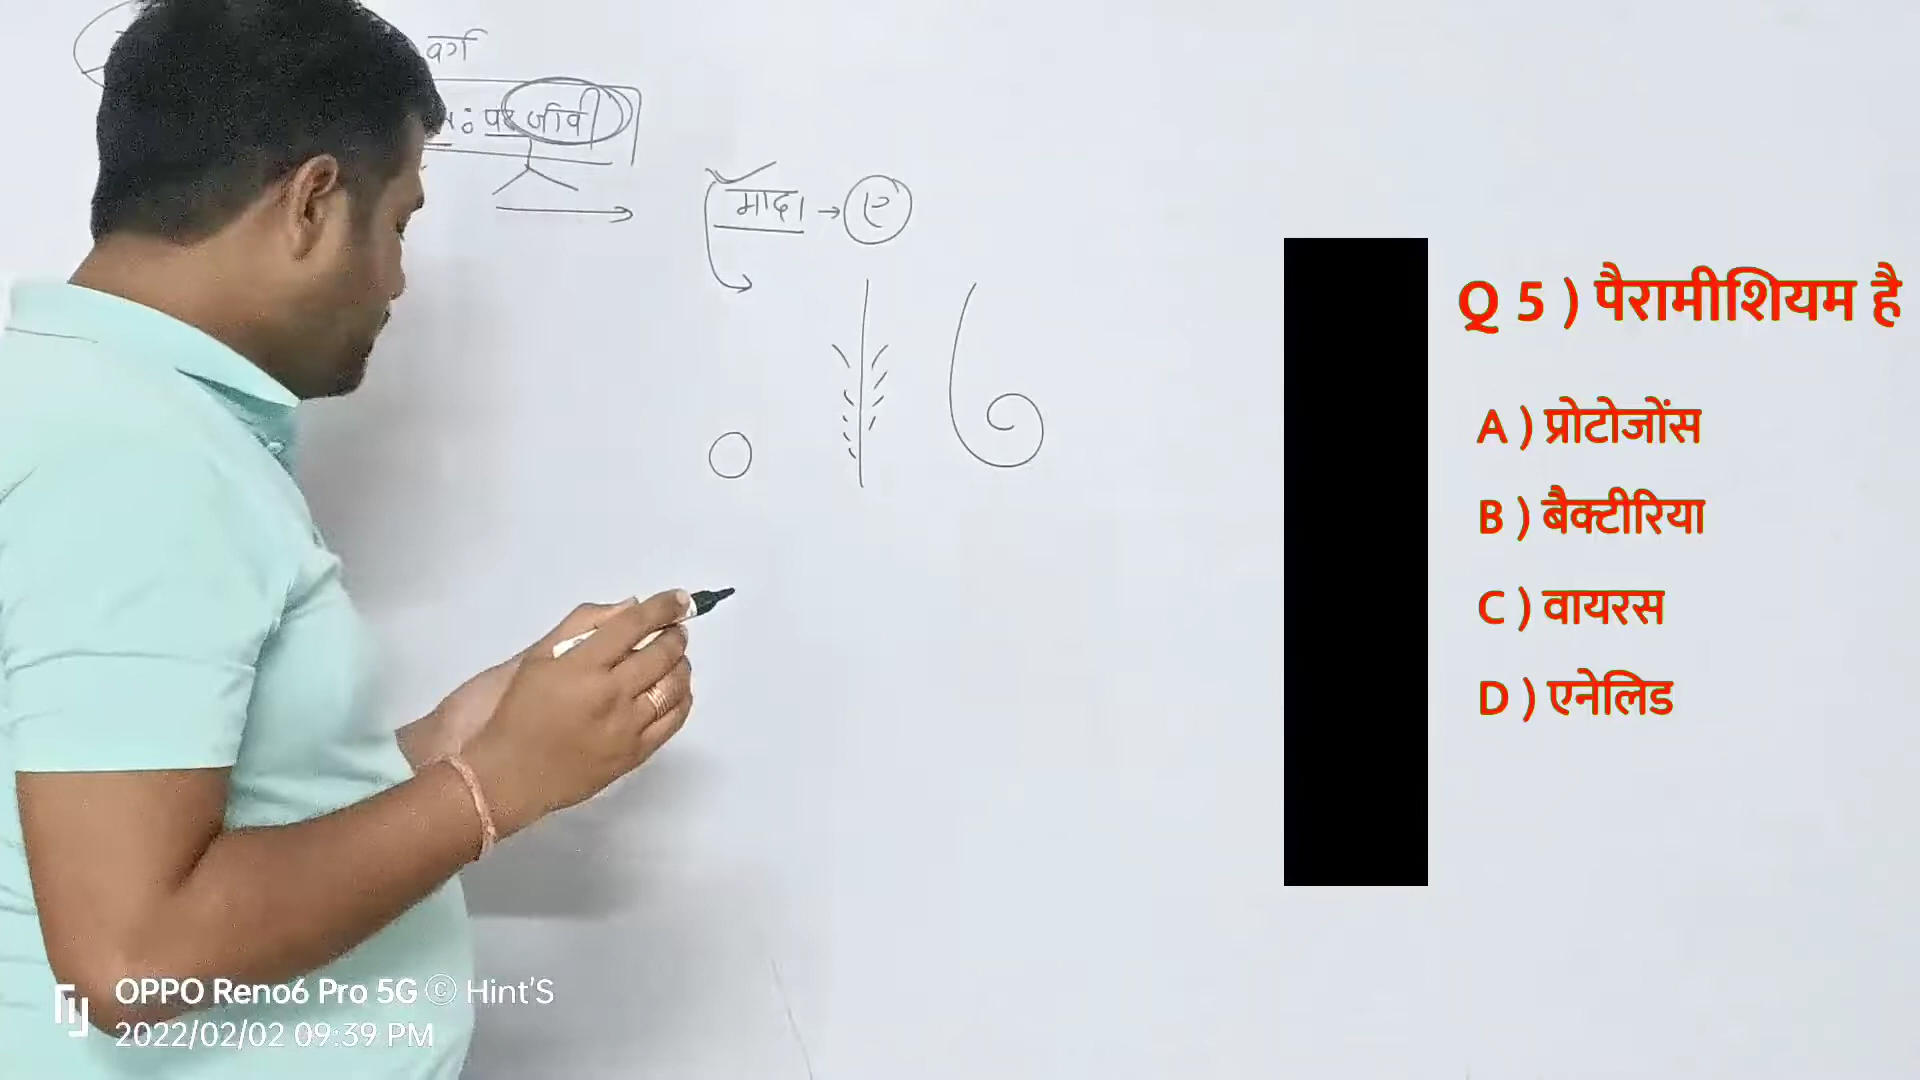 वर्ग
: परजीवी
मादा → ए
Q 5 ) पैरामीशियम है
A ) प्रोटोजोंस
B ) बैक्टीरिया
C ) वायरस
D ) एनेलिड
OPPO Reno6 Pro 5G © Hint'S
2022/02/02 09:39 PM